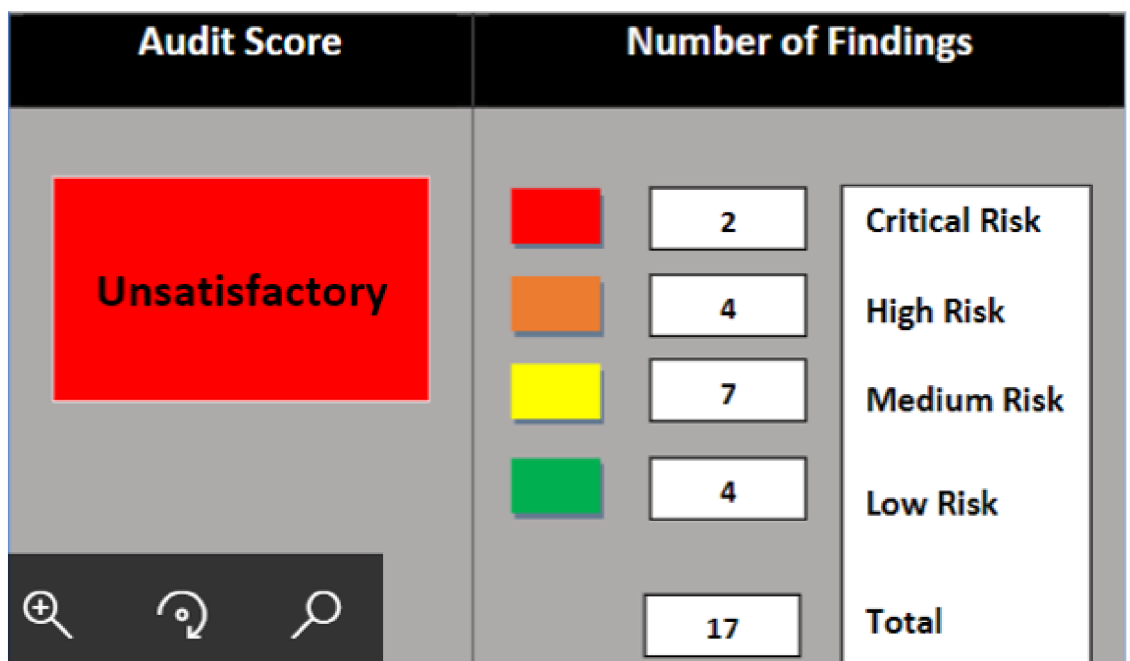 Audit Score
Number of Findings
Unsatisfactory
2 Critical Risk
4 High Risk
7 Medium Risk
4 Low Risk
17 Total